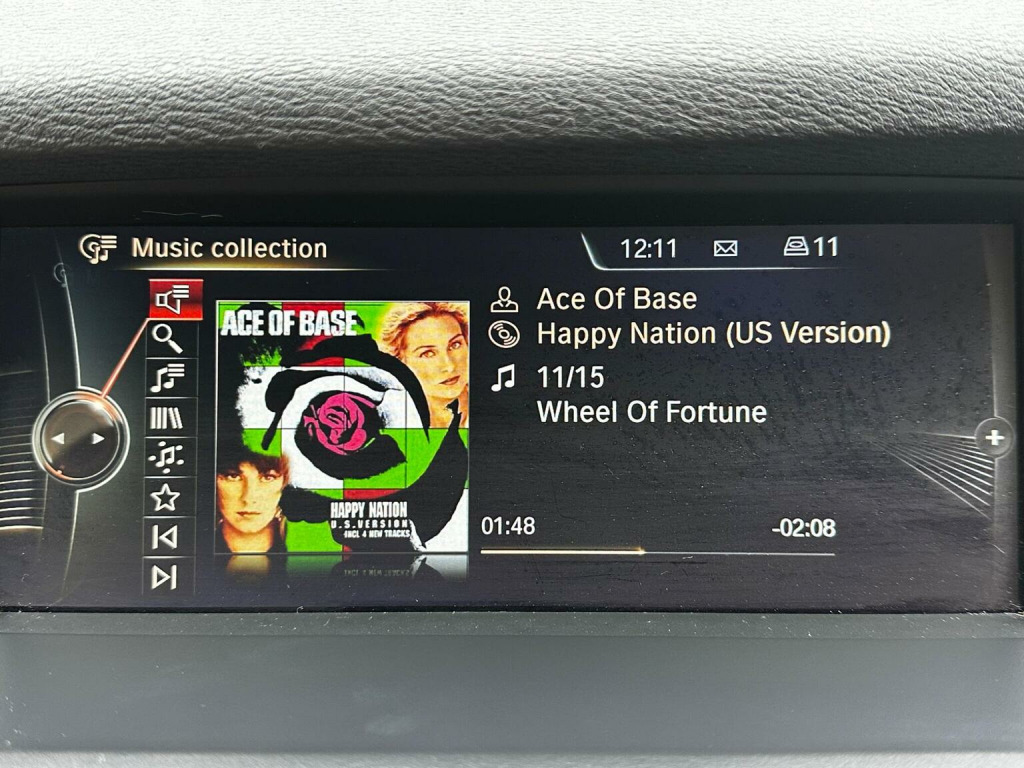 Music collection
12:11
11
ACE OF BASE
HAPPY NATION
U.S. VERSION
INCL 4 NEW TRACKS
Ace Of Base
Happy Nation (US Version)
11/15
Wheel Of Fortune
01:48
-02:08